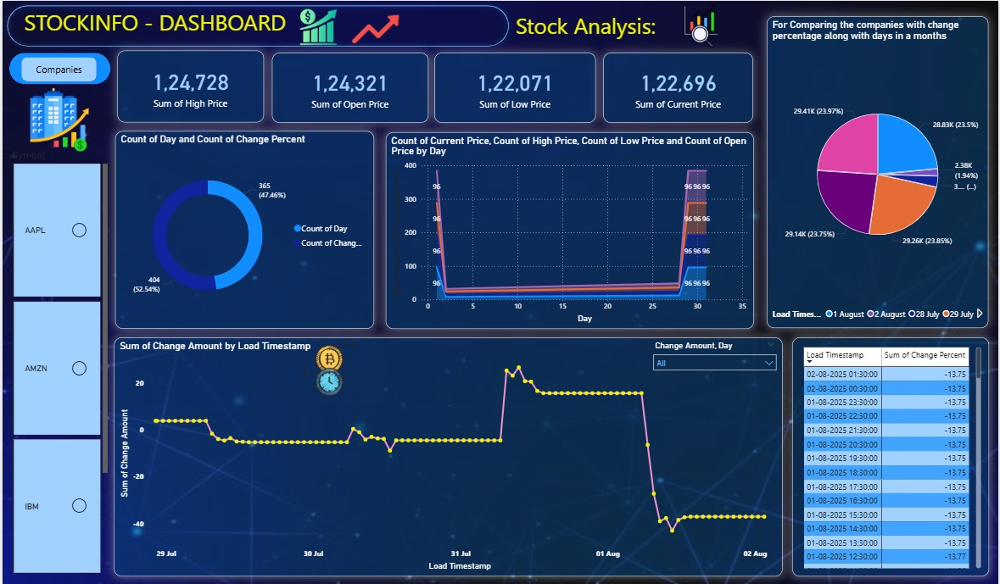 STOCKINFO - DASHBOARD
Stock Analysis:
For Comparing the companies with change
percentage along with days in a months
Companies
1,24,728
Sum of High Price
1,24,321
Sum of Open Price
1,22,071
Sum of Low Price
1,22,696
Sum of Current Price
Symbol
AAPL
AMZN
IBM
Count of Day and Count of Change Percent
365
(47.46%)
404
(52.54%)
Count of Day
Count of Chang...
Count of Current Price, Count of High Price, Count of Low Price and Count of Open
Price by Day
400
300
200
100
0
96
96 96 96
96
96 96 96
96
96 96 96
96
96 96 96
0 5 10 15 20 25 30 35
Day
29.41K (23.97%)
28.83K (23.5%)
2.38K
(1.94%)
3.... (...)
29.14K (23.75%)
29.26K (23.85%)
Load Times... 1 August 2 August 28 July 29 July
Sum of Change Amount by Load Timestamp
Change Amount, Day
All
Sum of Change Amount
20
0
-20
-40
29 Jul 30 Jul 31 Jul 01 Aug 02 Aug
Load Timestamp
Load Timestamp Sum of Change Percent
02-08-2025 01:30:00 -13.75
02-08-2025 00:30:00 -13.75
01-08-2025 23:30:00 -13.75
01-08-2025 22:30:00 -13.75
01-08-2025 21:30:00 -13.75
01-08-2025 20:30:00 -13.75
01-08-2025 19:30:00 -13.75
01-08-2025 18:30:00 -13.75
01-08-2025 17:30:00 -13.75
01-08-2025 16:30:00 -13.75
01-08-2025 15:30:00 -13.75
01-08-2025 14:30:00 -13.75
01-08-2025 13:30:00 -13.75
01-08-2025 12:30:00 -13.77